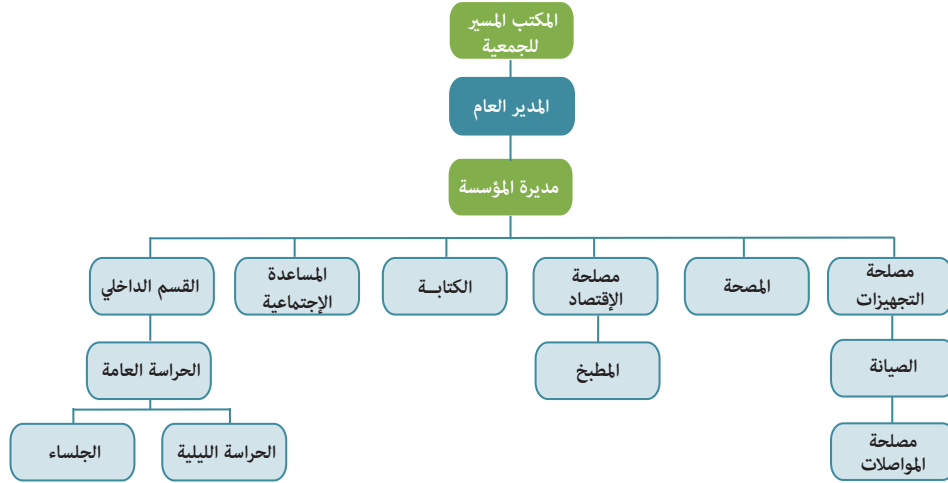 المكتب المسير
للجمعية
المدير العام
مديرة المؤسسة
مصلحة
التجهيزات
المصحة
مصلحة
الإقتصاد
الكتابــة
المساعدة
الإجتماعية
القسم الداخلي
الصيانة
المطبخ
الحراسة العامة
مصلحة
المواصلات
الحراسة الليلية
الجلساء